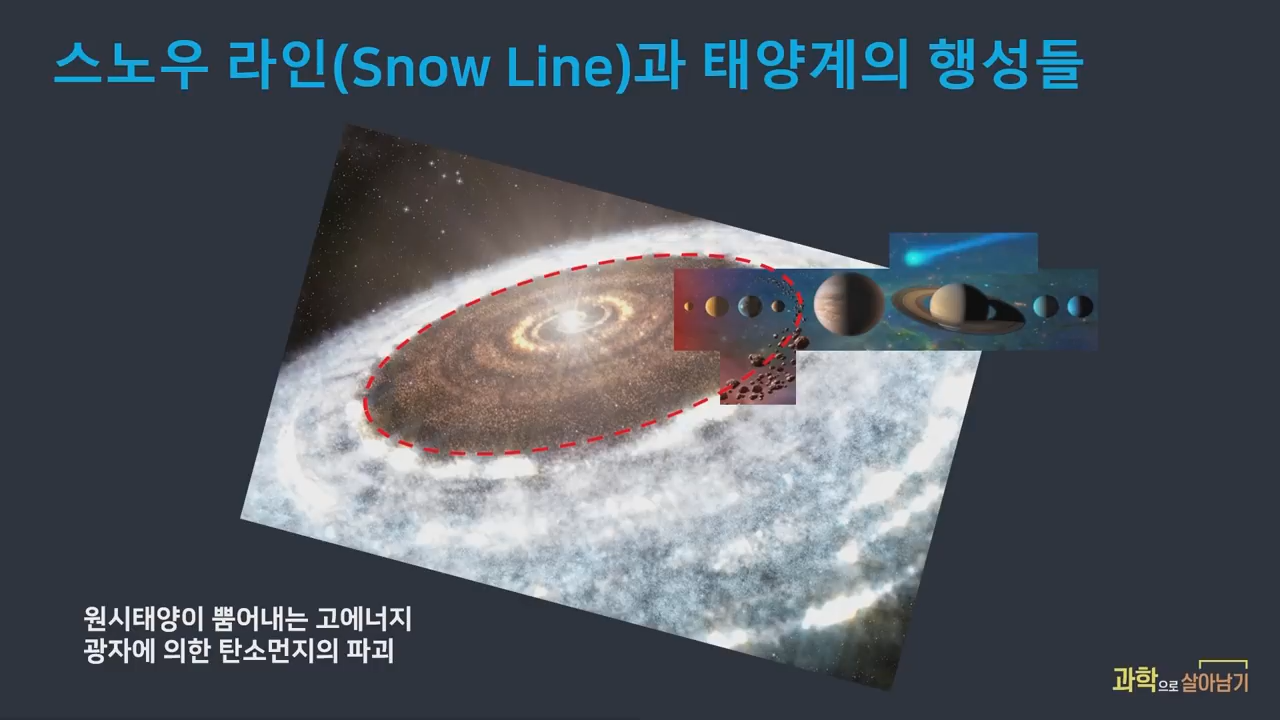 스노우 라인(Snow Line)과 태양계의 행성들
원시태양이 뿜어내는 고에너지
광자에 의한 탄소먼지의 파괴
과학으로 살아남기